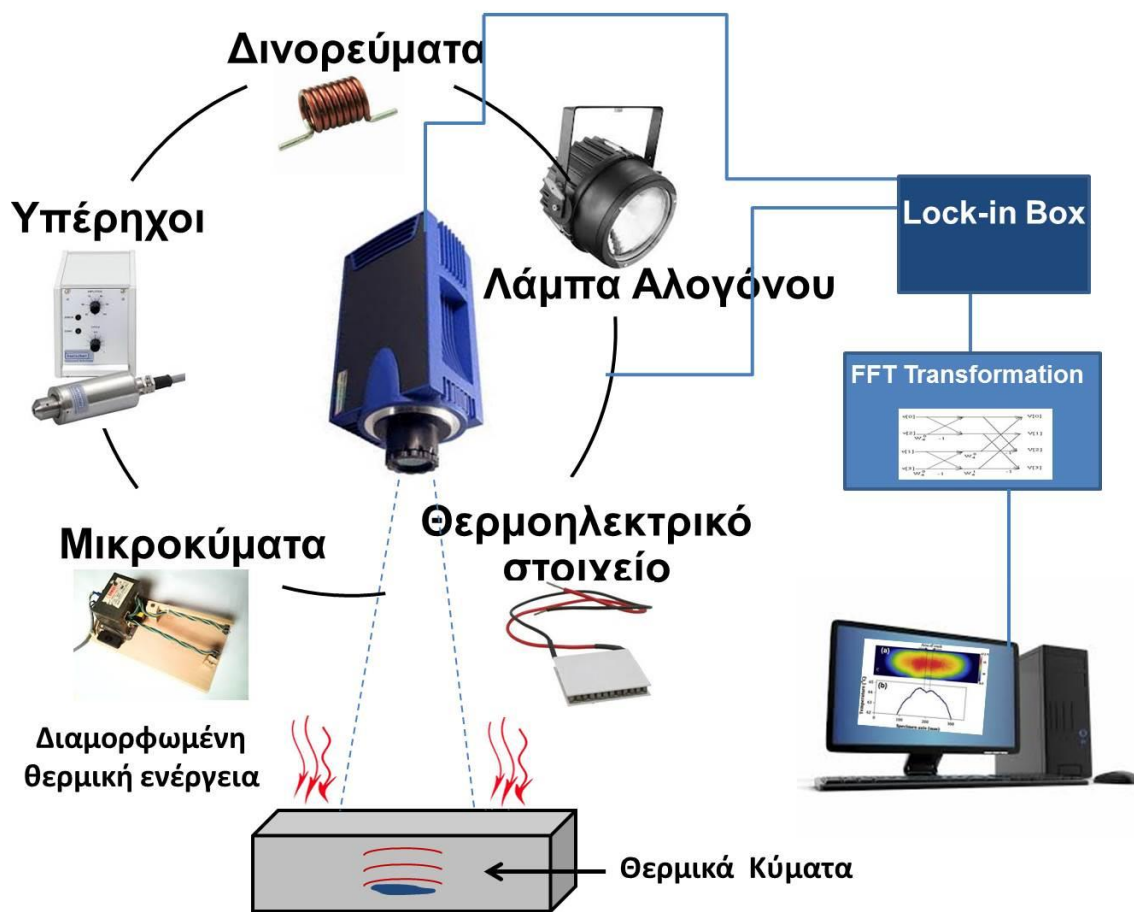 Δινορεύματα
Υπέρηχοι
Lock-in Box
Λάμπα Αλογόνου
FFT Transformation
Θερμοηλεκτρικό
στοιχείο
Μικροκύματα
(a)
(b)
Διαμορφωμένη
θερμική ενέργεια
Θερμικά Κύματα